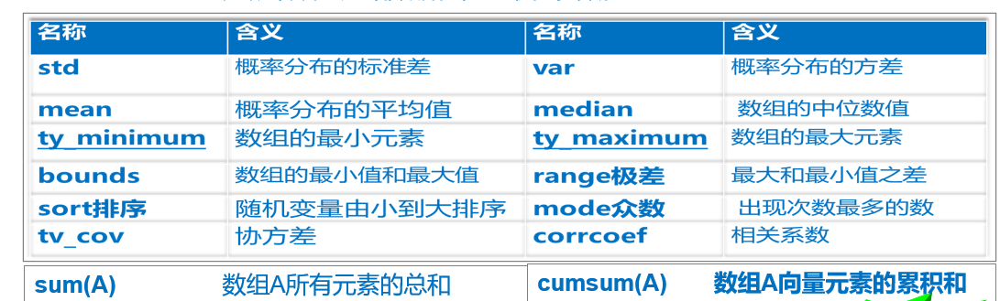 名称 含义 名称 含义
std 概率分布的标准差 var 概率分布的方差
mean 概率分布的平均值 median 数组的中位数值
ty_minimum 数组的最小元素 ty_maximum 数组的最大元素
bounds 数组的最小值和最大值 range极差 最大和最小值之差
sort排序 随机变量由小到大排序 mode众数 出现次数最多的数
tv_cov 协方差 corrcoef 相关系数
sum(A) 数组A所有元素的总和 cumsum(A) 数组A向量元素的累积和